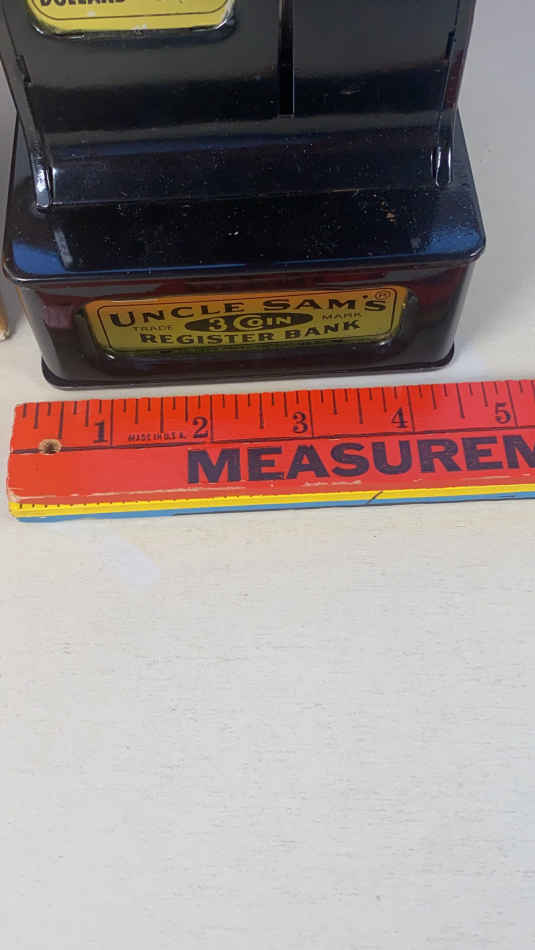 DOLLARS
UNCLE SAM'S ®
TRADE 3 COIN MARK
REGISTER BANK
1 2 3 4 5
MADE IN U.S.A.
MEASUREM